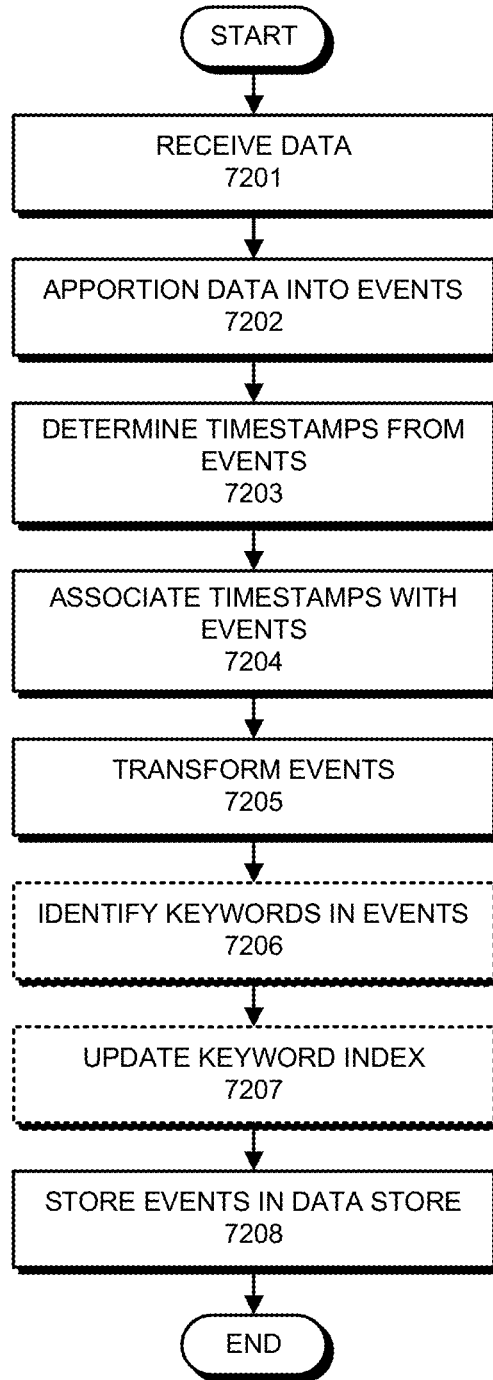 START
RECEIVE DATA
7201
APPORTION DATA INTO EVENTS
7202
DETERMINE TIMESTAMPS FROM
EVENTS
7203
ASSOCIATE TIMESTAMPS WITH
EVENTS
7204
TRANSFORM EVENTS
7205
IDENTIFY KEYWORDS IN EVENTS
7206
UPDATE KEYWORD INDEX
7207
STORE EVENTS IN DATA STORE
7208
END